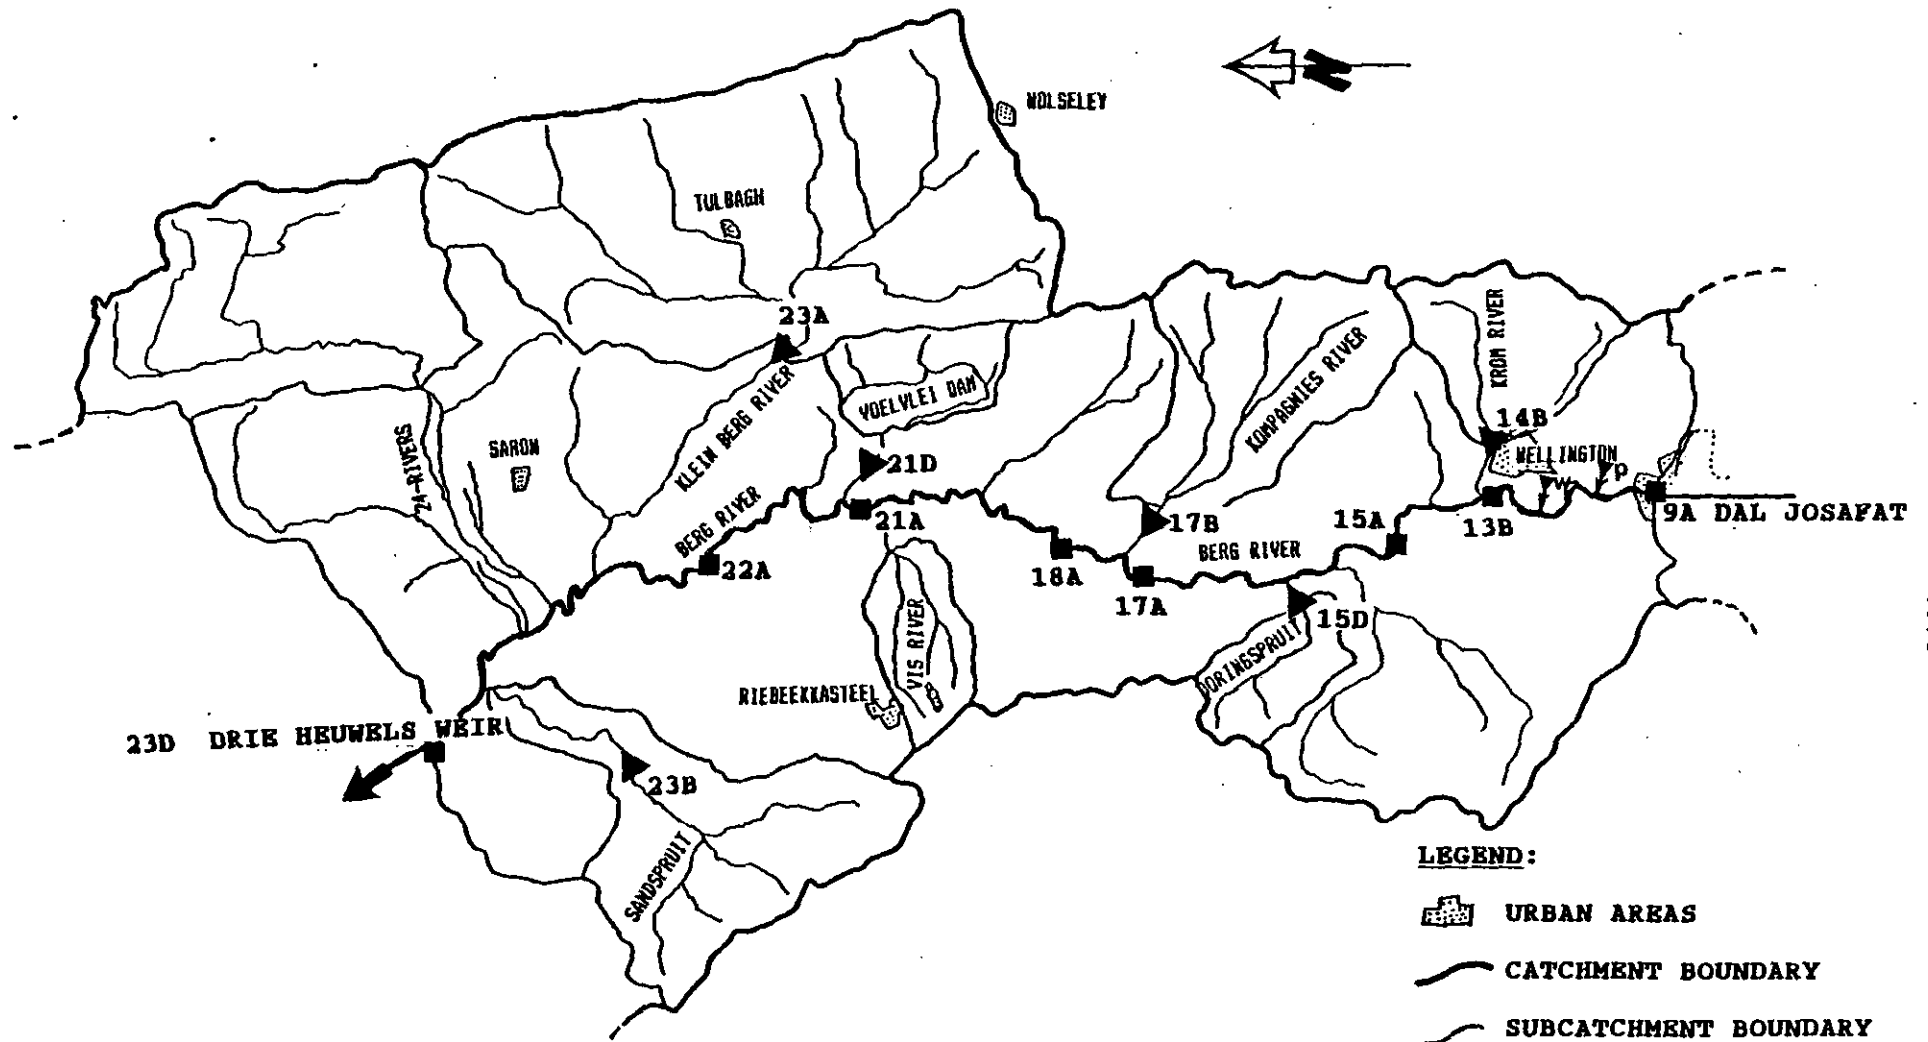 N
WOLSELEY
TULBAGH
23A
KROM RIVER
KOMPAGNIES RIVER
VOELVLEI DAM
KLEIN BERG RIVER
14B
24-RIVERS
SARON
WELLINGTON
P
W
21D
BERG RIVER
21A
17B
15A
13B
9A DAL JOSAFAT
BERG RIVER
22A
18A
17A
15D
VIS RIVER
DORINGSPRUIT
RIEBEEKKASTEEL
23D DRIE HEUWELS WEIR
23B
SANDSPRUIT
LEGEND:
URBAN AREAS
CATCHMENT BOUNDARY
SUBCATCHMENT BOUNDARY